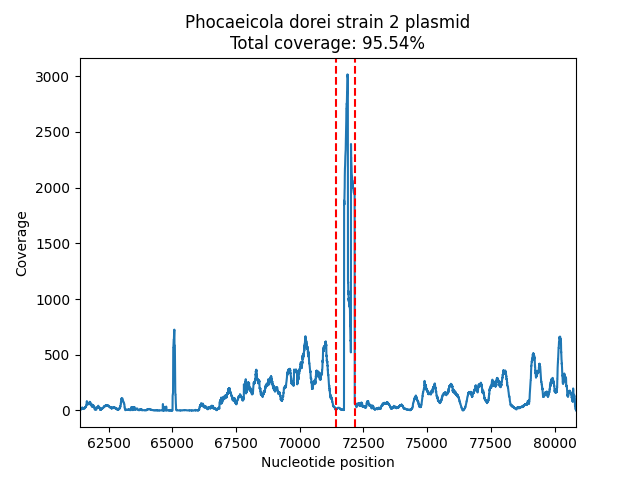 Phocaeicola dorei strain 2 plasmid
Total coverage: 95.54%
3000
2500
2000
1500
1000
500
0
Coverage
62500 65000 67500 70000 72500 75000 77500 80000
Nucleotide position